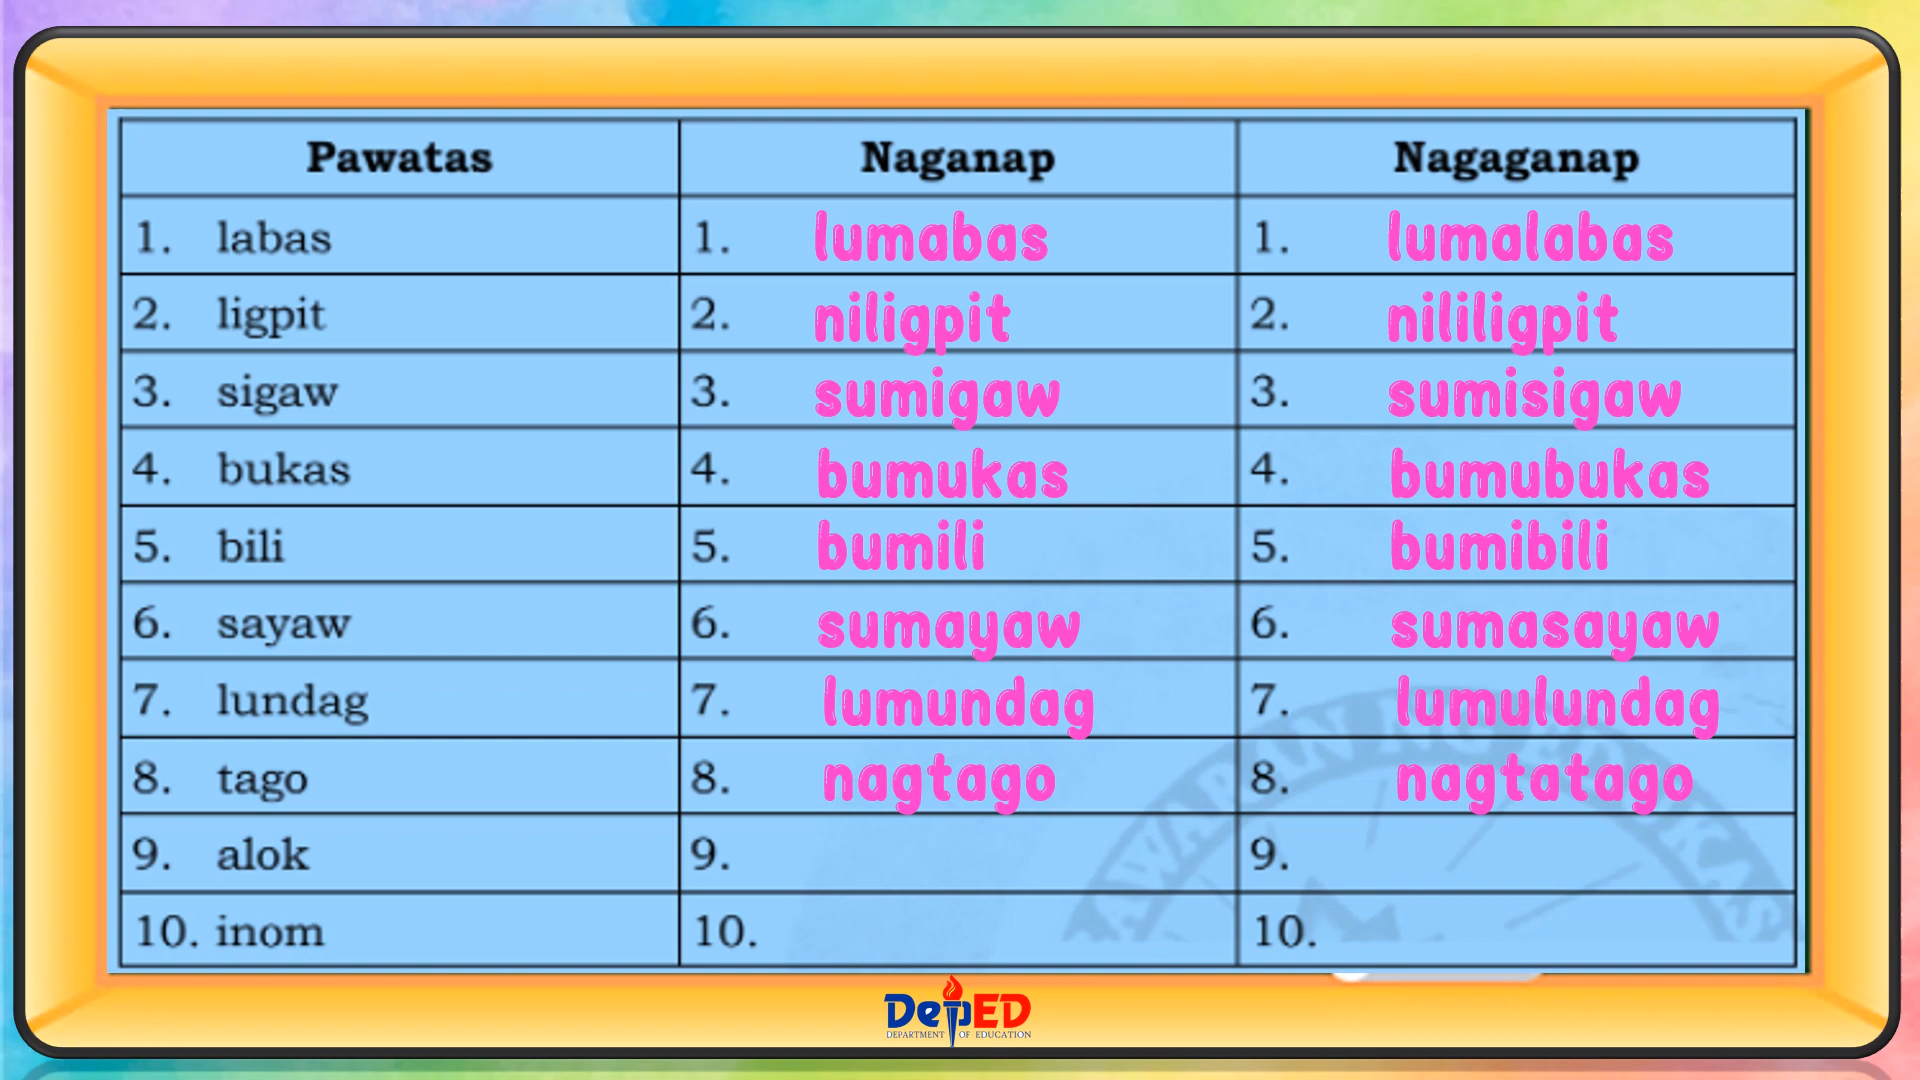 Pawatas Naganap Nagaganap
1. labas 1. lumabas 1. lumalabas
2. ligpit 2. niligpit 2. nililigpit
3. sigaw 3. sumigaw 3. sumisigaw
4. bukas 4. bumukas 4. bumubukas
5. bili 5. bumili 5. bumibili
6. sayaw 6. sumayaw 6. sumasayaw
7. lundag 7. lumundag 7. lumulundag
8. tago 8. nagtago 8. nagtatago
9. alok 9. 9.
10. inom 10. 10.
DepED
DEPARTMENT OF EDUCATION